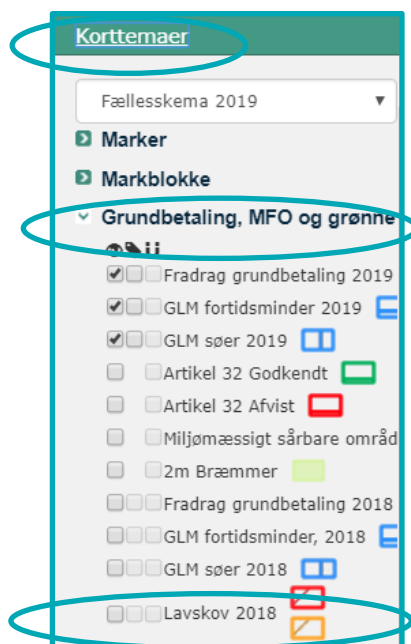 Korttemaer
Fællesskema 2019
Marker
Markblokke
Grundbetaling, MFO og grønne
Fradrag grundbetaling 2019
GLM fortidsminder 2019
GLM søer 2019
Artikel 32 Godkendt
Artikel 32 Afvist
Miljømæssigt sårbare områd
2m Bræmmer
Fradrag grundbetaling 2018
GLM fortidsminder, 2018
GLM søer 2018
Lavskov 2018